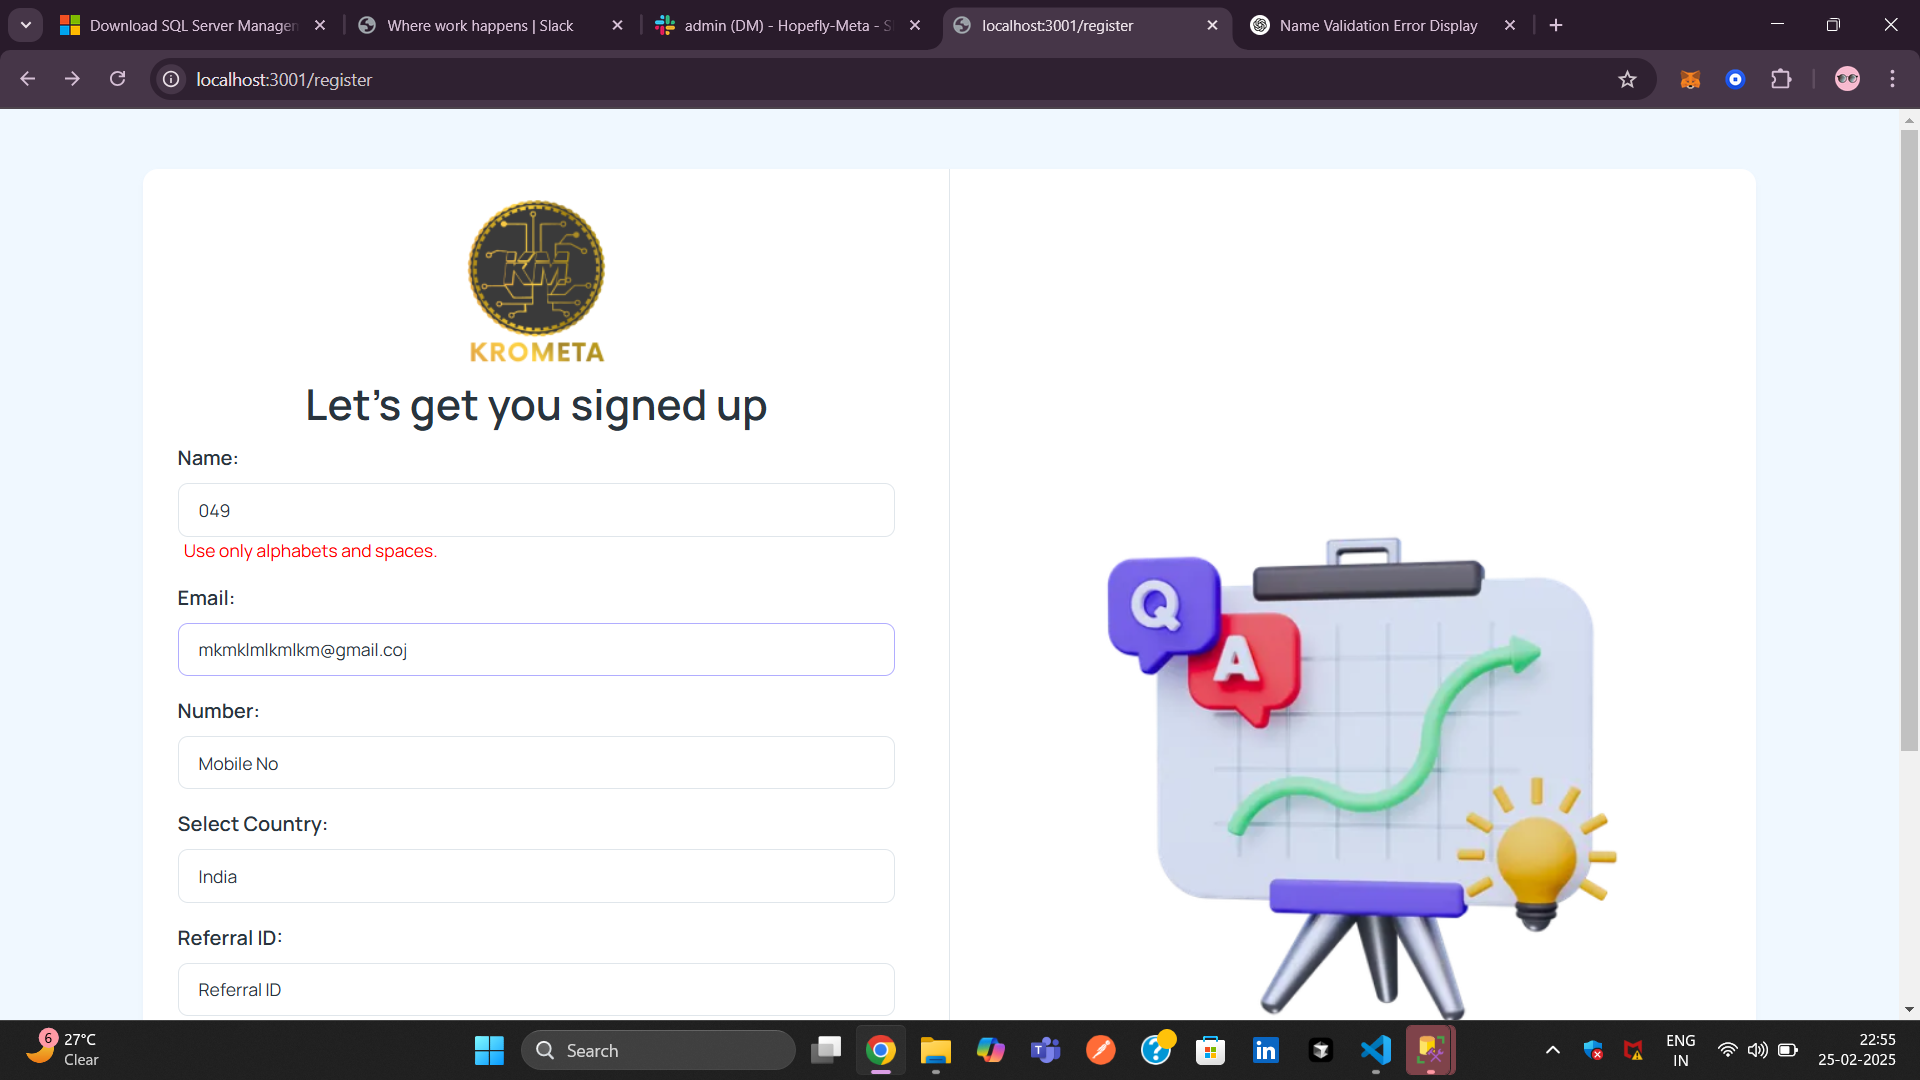 Download SQL Server Manager
Where work happens | Slack
admin (DM) - Hopefly-Meta - S
localhost:3001/register
Name Validation Error Display
localhost:3001/register
KM
KROMETA
Let's get you signed up
Name:
049
Use only alphabets and spaces.
Email:
mkmklmlkmlkm@gmail.coj
Number:
Mobile No
Select Country:
India
Referral ID:
Referral ID
Q
A
6
27°C
Clear
Search
ENG
IN
22:55
25-02-2025